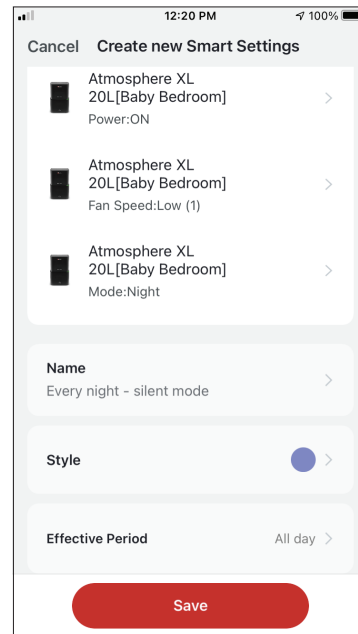 12:20 PM
100%
Cancel Create new Smart Settings
Atmosphere XL
20L[Baby Bedroom]
Power:ON
Atmosphere XL
20L[Baby Bedroom]
Fan Speed:Low (1)
Atmosphere XL
20L[Baby Bedroom]
Mode:Night
Name
Every night - silent mode
Style
Effective Period
All day
Save